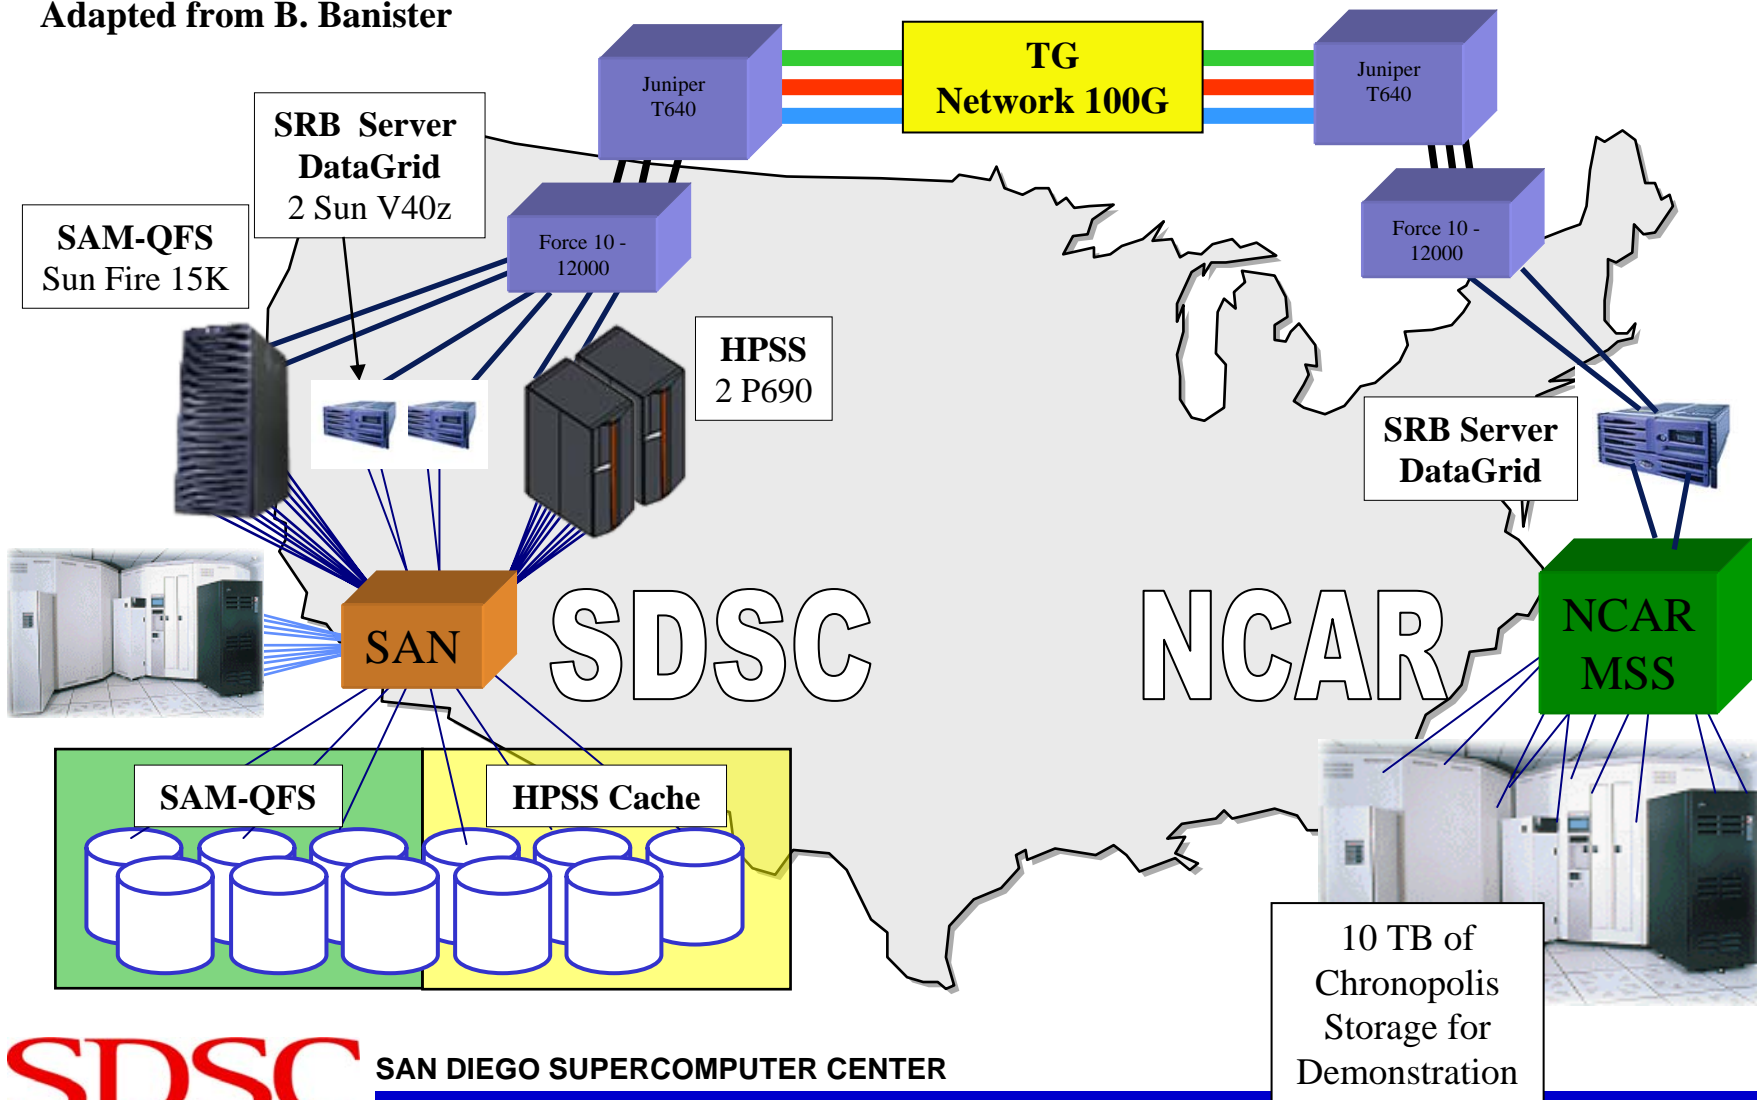 Adapted from B. Banister
TG
Network 100G
Juniper
T640
Juniper
T640
SRB Server
DataGrid
2 Sun V40z
SAM-QFS
Sun Fire 15K
Force 10 -
12000
Force 10 -
12000
HPSS
2 P690
SRB Server
DataGrid
SAN
SDSC
NCAR
NCAR
MSS
SAM-QFS
HPSS Cache
10 TB of
Chronopolis
Storage for
Demonstration
SDSC
SAN DIEGO SUPERCOMPUTER CENTER